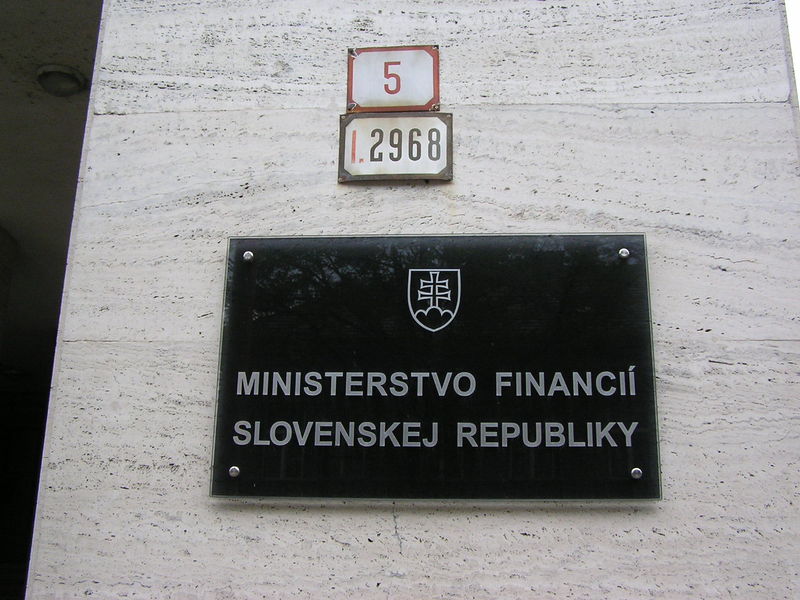 5
I.2968
MINISTERSTVO FINANCIÍ
SLOVENSKEJ REPUBLIKY